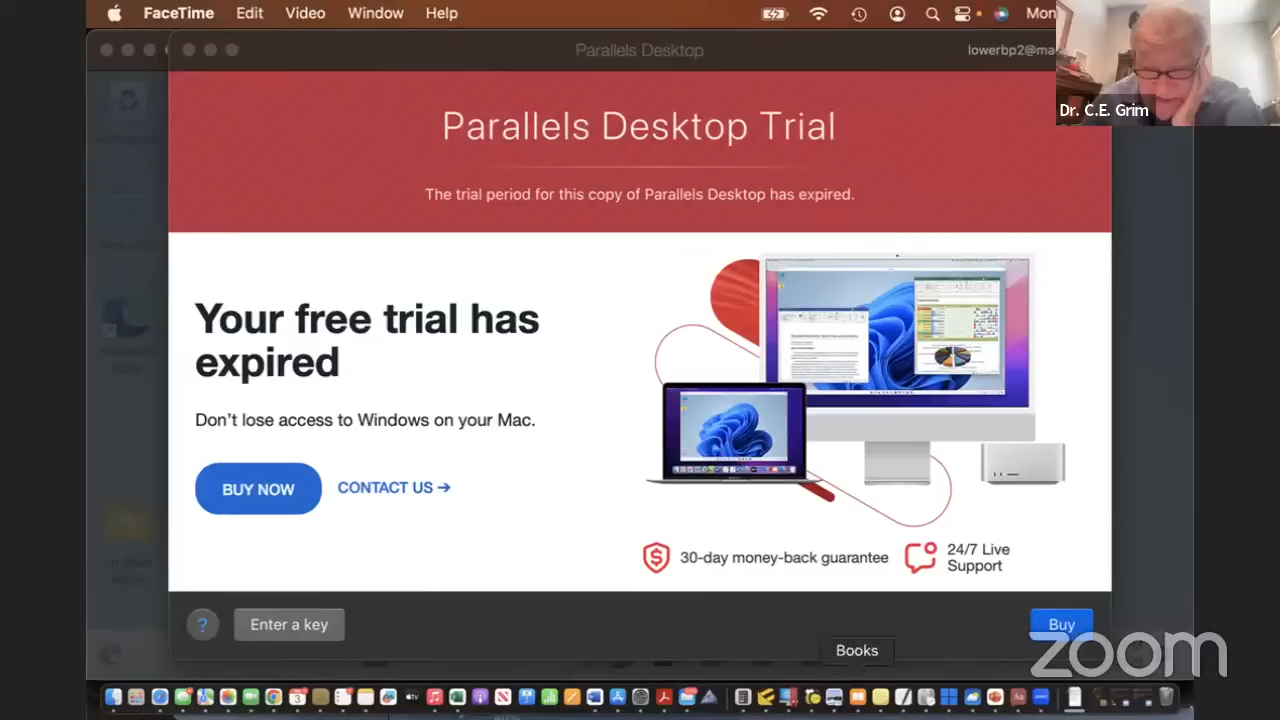 FaceTime Edit Video Window Help Mon
Parallels Desktop
lowerbp2@ma
Dr. C.E. Grim
Parallels Desktop Trial
The trial period for this copy of Parallels Desktop has expired.
Your free trial has
expired
Don't lose access to Windows on your Mac.
BUY NOW
CONTACT US →
30-day money-back guarantee
24/7 Live
Support
? Enter a key
Buy
Books
zoom